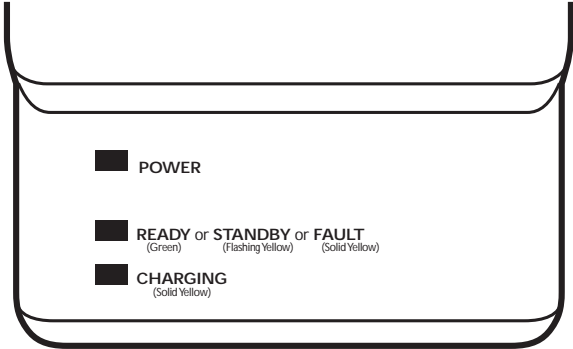 POWER
READY or STANDBY or FAULT
(Green) (Flashing Yellow) (Solid Yellow)
CHARGING
(Solid Yellow)